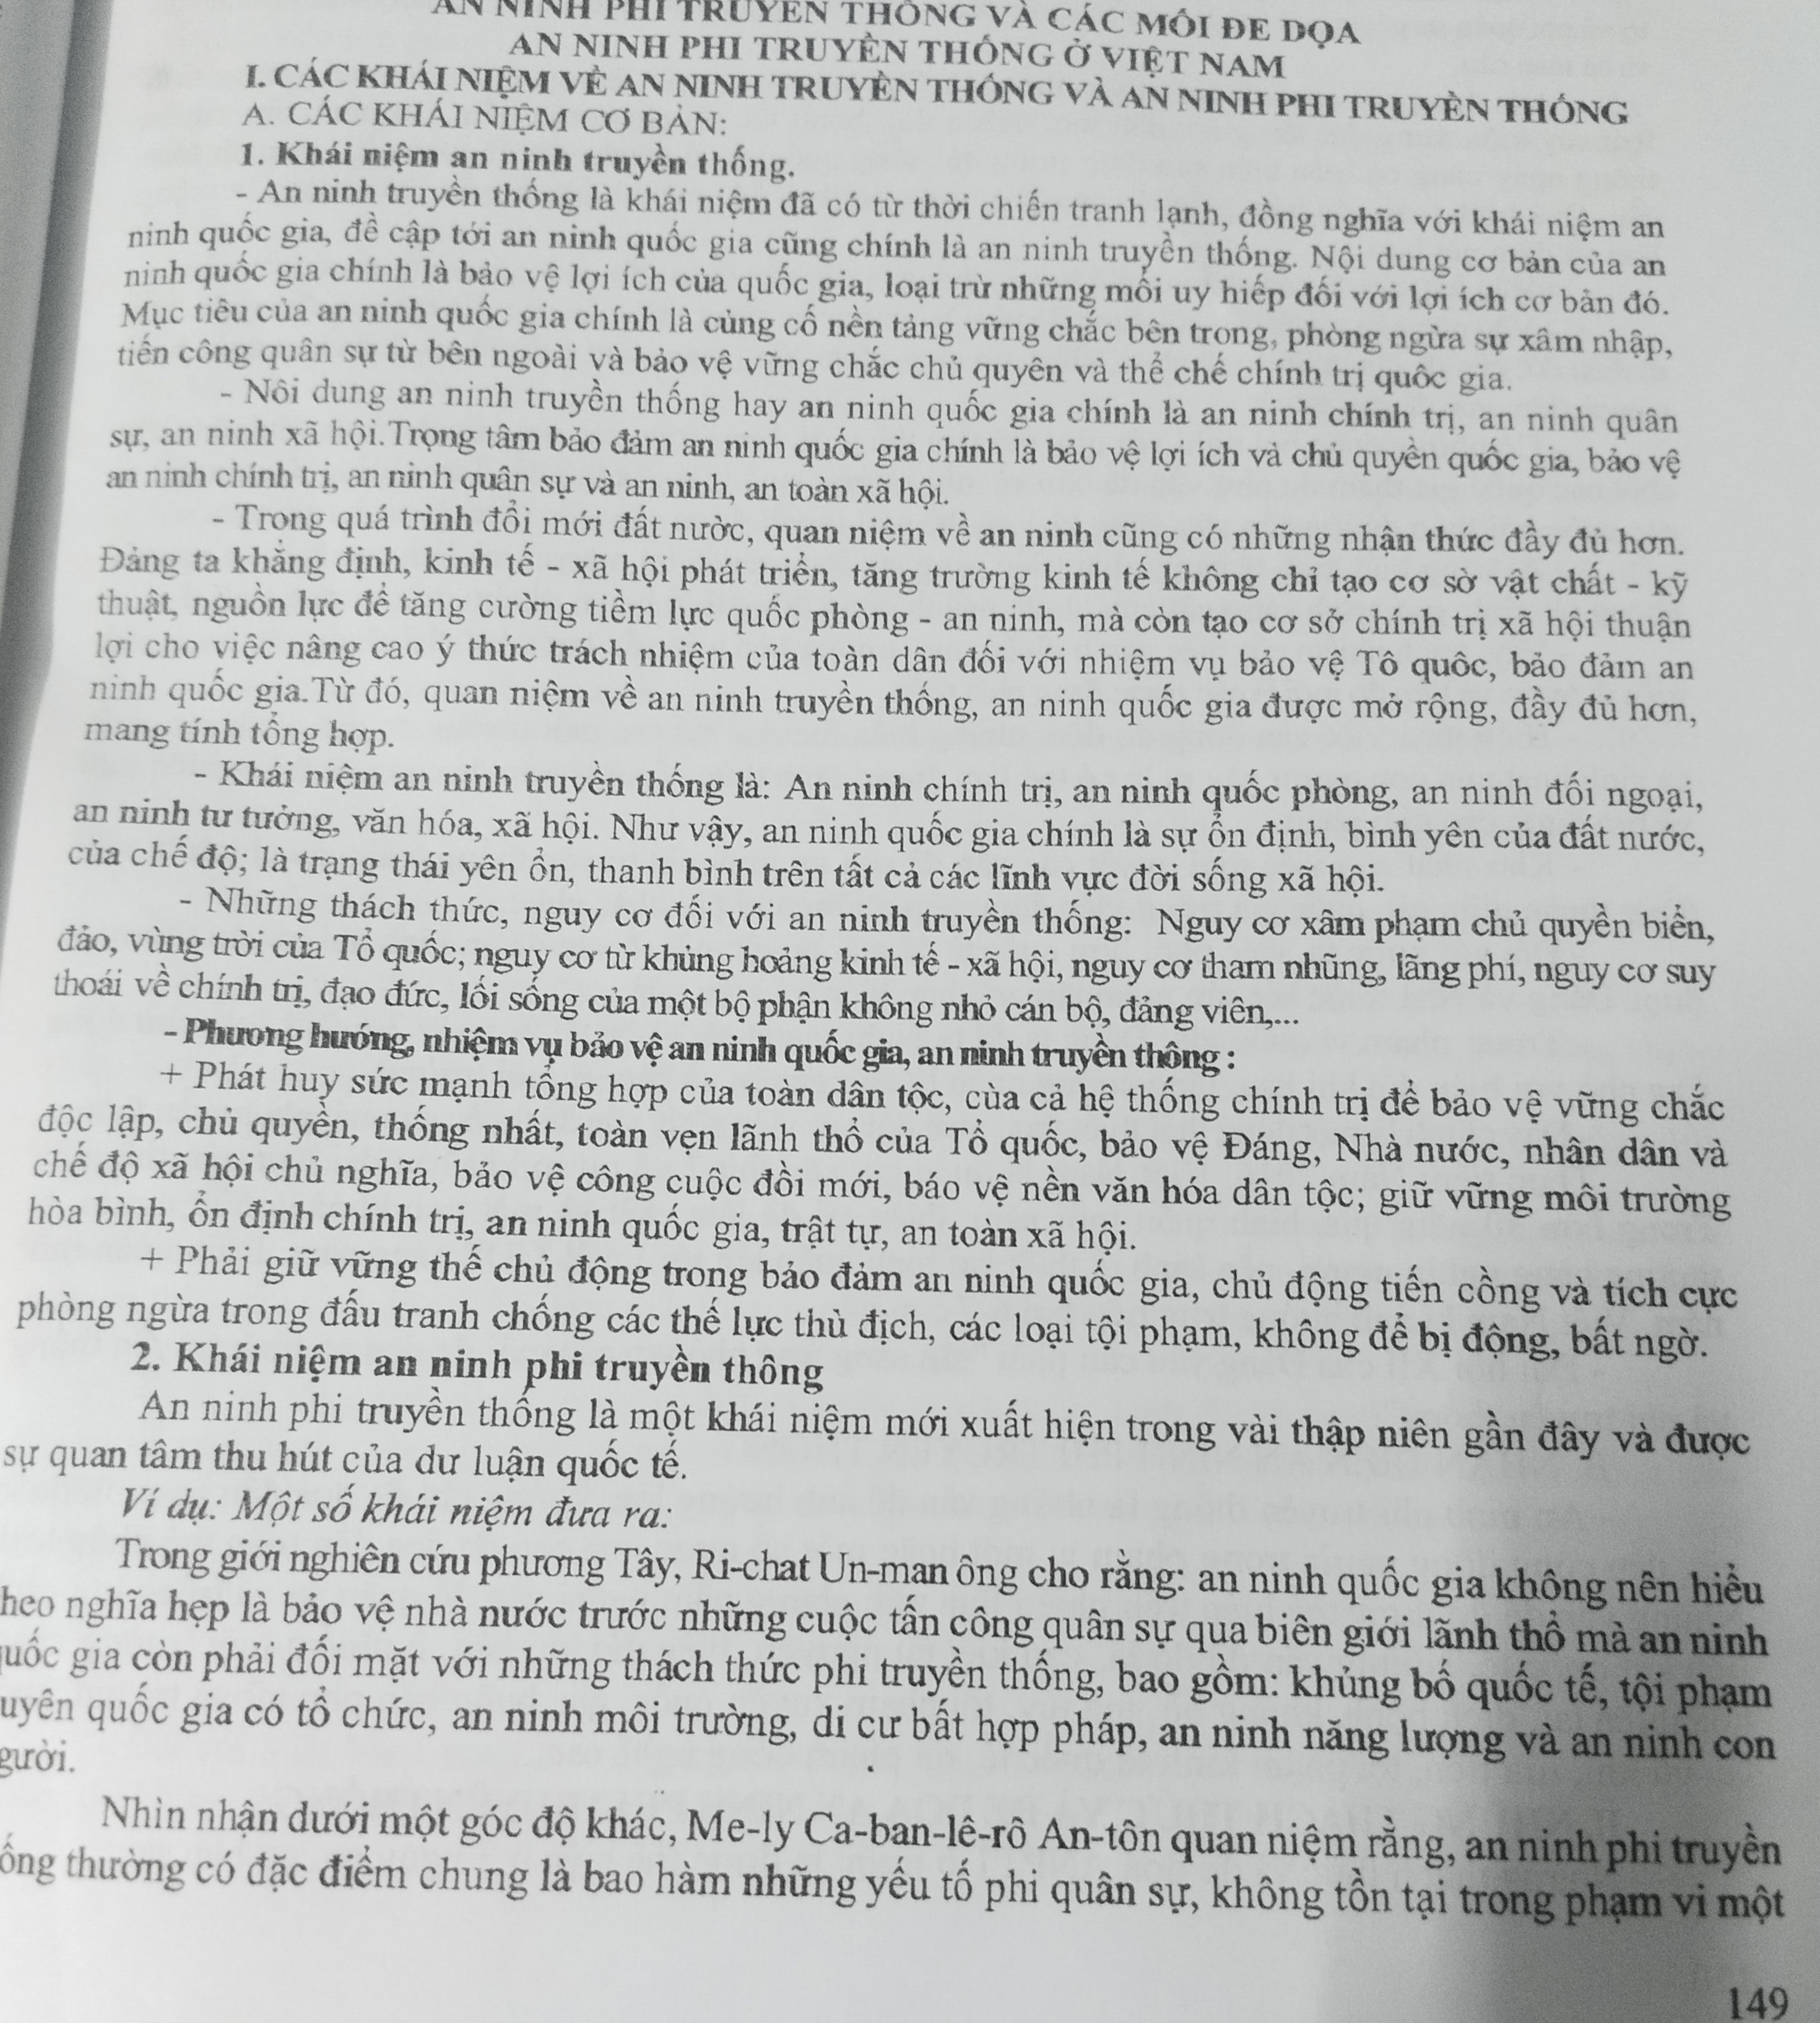 AN NINH PHI TRUYỀN THỐNG VÀ CÁC MỐI ĐE DỌA
AN NINH PHI TRUYỀN THỐNG Ở VIỆT NAM
I. CÁC KHÁI NIỆM VỀ AN NINH TRUYỀN THỐNG VÀ AN NINH PHI TRUYỀN THỐNG
A. CÁC KHÁI NIỆM CƠ BẢN:
1. Khái niệm an ninh truyền thống.
- An ninh truyền thống là khái niệm đã có từ thời chiến tranh lạnh, đồng nghĩa với khái niệm an
ninh quốc gia, đề cập tới an ninh quốc gia cũng chính là an ninh truyền thống. Nội dung cơ bản của an
ninh quốc gia chính là bảo vệ lợi ích của quốc gia, loại trừ những mối uy hiếp đối với lợi ích cơ bản đó.
Mục tiêu của an ninh quốc gia chính là củng cố nền tảng vững chắc bên trong, phòng ngừa sự xâm nhập,
tiến công quân sự từ bên ngoài và bảo vệ vững chắc chủ quyên và thể chế chính trị quôc gia.
- Nôi dung an ninh truyền thống hay an ninh quốc gia chính là an ninh chính trị, an ninh quân
sự, an ninh xã hội.Trọng tâm bảo đảm an ninh quốc gia chính là bảo vệ lợi ích và chủ quyền quốc gia, bảo vệ
an ninh chính trị, an ninh quân sự và an ninh, an toàn xã hội.
- Trong quá trình đổi mới đất nước, quan niệm về an ninh cũng có những nhận thức đầy đủ hơn.
Đảng ta khẳng định, kinh tế - xã hội phát triển, tăng trường kinh tế không chỉ tạo cơ sờ vật chất - kỹ
thuật, nguồn lực để tăng cường tiềm lực quốc phòng - an ninh, mà còn tạo cơ sở chính trị xã hội thuận
lợi cho việc nâng cao ý thức trách nhiệm của toàn dân đối với nhiệm vụ bảo vệ Tô quôc, bảo đảm an
ninh quốc gia.Từ đó, quan niệm về an ninh truyền thống, an ninh quốc gia được mở rộng, đầy đủ hơn,
mang tính tổng hợp.
- Khái niệm an ninh truyền thống là: An ninh chính trị, an ninh quốc phòng, an ninh đối ngoại,
an ninh tư tưởng, văn hóa, xã hội. Như vậy, an ninh quốc gia chính là sự ổn định, bình yên của đất nước,
của chế độ; là trạng thái yên ổn, thanh bình trên tất cả các lĩnh vực đời sống xã hội.
- Những thách thức, nguy cơ đối với an ninh truyền thống: Nguy cơ xâm phạm chủ quyền biển,
đảo, vùng trời của Tổ quốc; nguy cơ từ khủng hoảng kinh tế - xã hội, nguy cơ tham nhũng, lãng phí, nguy cơ suy
thoái về chính trị, đạo đức, lối sống của một bộ phận không nhỏ cán bộ, đảng viên,...
- Phương hướng, nhiệm vụ bảo vệ an ninh quốc gia, an ninh truyền thông :
+ Phát huy sức mạnh tổng hợp của toàn dân tộc, cùa cả hệ thống chính trị để bảo vệ vững chắc
độc lập, chủ quyền, thống nhất, toàn vẹn lãnh thổ của Tổ quốc, bảo vệ Đáng, Nhà nước, nhân dân và
chế độ xã hội chủ nghĩa, bảo vệ công cuộc đồi mới, báo vệ nền văn hóa dân tộc; giữ vững môi trường
hòa bình, ổn định chính trị, an ninh quốc gia, trật tự, an toàn xã hội.
+ Phải giữ vững thế chủ động trong bảo đảm an ninh quốc gia, chủ động tiến cồng và tích cực
phòng ngừa trong đấu tranh chống các thế lực thù địch, các loại tội phạm, không để bị động, bất ngờ.
2. Khái niệm an ninh phi truyền thông
An ninh phi truyền thống là một khái niệm mới xuất hiện trong vài thập niên gần đây và được
sự quan tâm thu hút của dư luận quốc tế.
Ví dụ: Một số khái niệm đưa ra:
Trong giới nghiên cứu phương Tây, Ri-chat Un-man ông cho rằng: an ninh quốc gia không nên hiểu
heo nghĩa hẹp là bảo vệ nhà nước trước những cuộc tấn công quân sự qua biên giới lãnh thổ mà an ninh
quốc gia còn phải đối mặt với những thách thức phi truyền thống, bao gồm: khủng bố quốc tế, tội phạm
uyên quốc gia có tổ chức, an ninh môi trường, di cư bất hợp pháp, an ninh năng lượng và an ninh con
gười.
Nhìn nhận dưới một góc độ khác, Me-ly Ca-ban-lê-rô An-tôn quan niệm rằng, an ninh phi truyền
ống thường có đặc điểm chung là bao hàm những yếu tố phi quân sự, không tồn tại trong phạm vi một
149